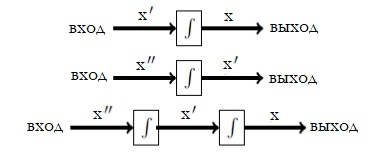 вход x′ ∫ x выход
вход x″ ∫ x′ выход
вход x″ ∫ x′ ∫ x выход